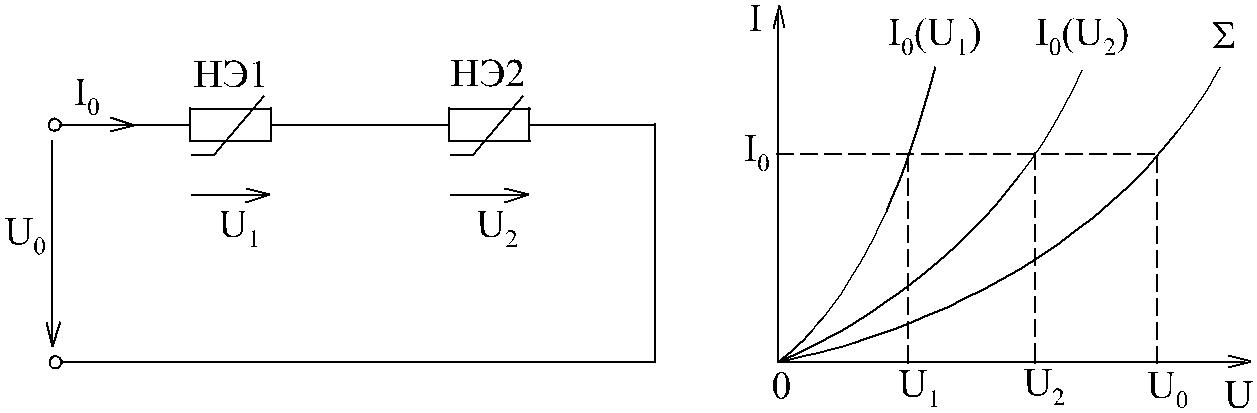 I₀
НЭ1
НЭ2
U₀
U₁
U₂
I
I₀(U₁)
I₀(U₂)
Σ
I₀
0
U₁
U₂
U₀
U